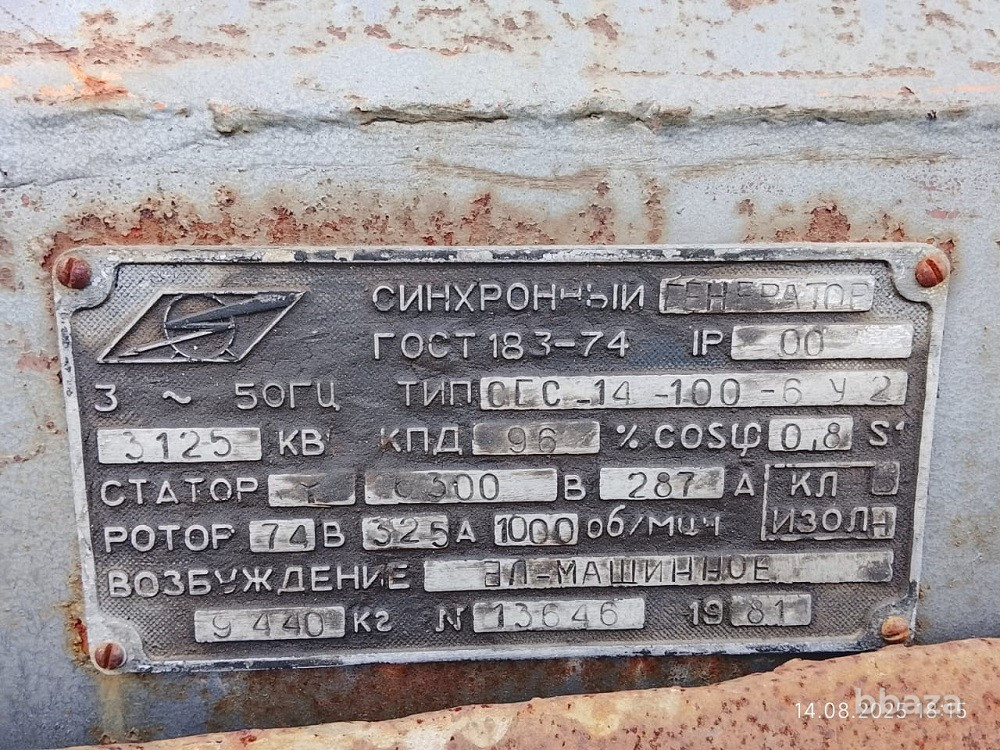 СИНХРОННЫЙ ГЕНЕРАТОР
ГОСТ 183-74 IP 00
3 ~ 50ГЦ ТИП СГС-14-100-6 У2
3125 КВТ КПД 96 % COSφ 0,8 S1
СТАТОР Y 6300 В 287 А КЛ
РОТОР 74 В 325 А 1000 об/мин ИЗОЛ
ВОЗБУЖДЕНИЕ ЭЛ-МАШИННОЕ
9440 кг N 13646 1981
bbaza
14.08.2025 16:15